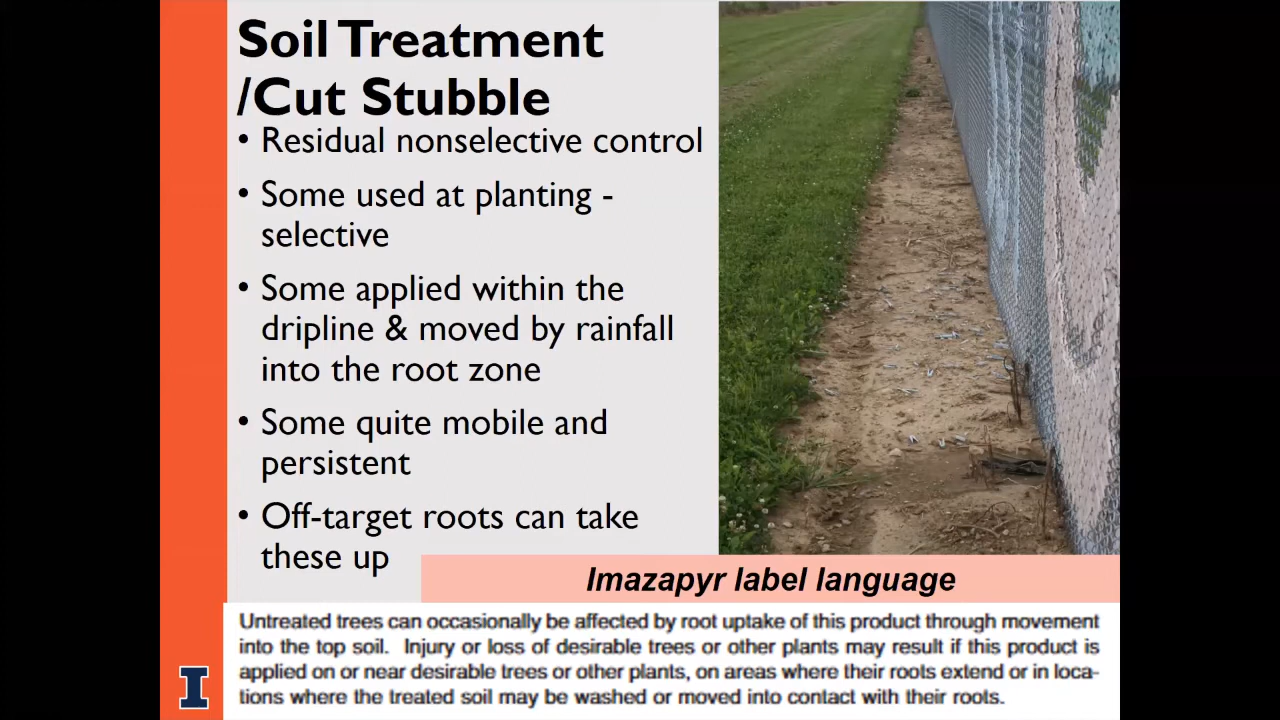 Soil Treatment
/Cut Stubble
• Residual nonselective control
• Some used at planting -
selective
• Some applied within the
dripline & moved by rainfall
into the root zone
• Some quite mobile and
persistent
• Off-target roots can take
these up
Imazapyr label language
Untreated trees can occasionally be affected by root uptake of this product through movement
into the top soil. Injury or loss of desirable trees or other plants may result if this product is
applied on or near desirable trees or other plants, on areas where their roots extend or in loca-
tions where the treated soil may be washed or moved into contact with their roots.
I